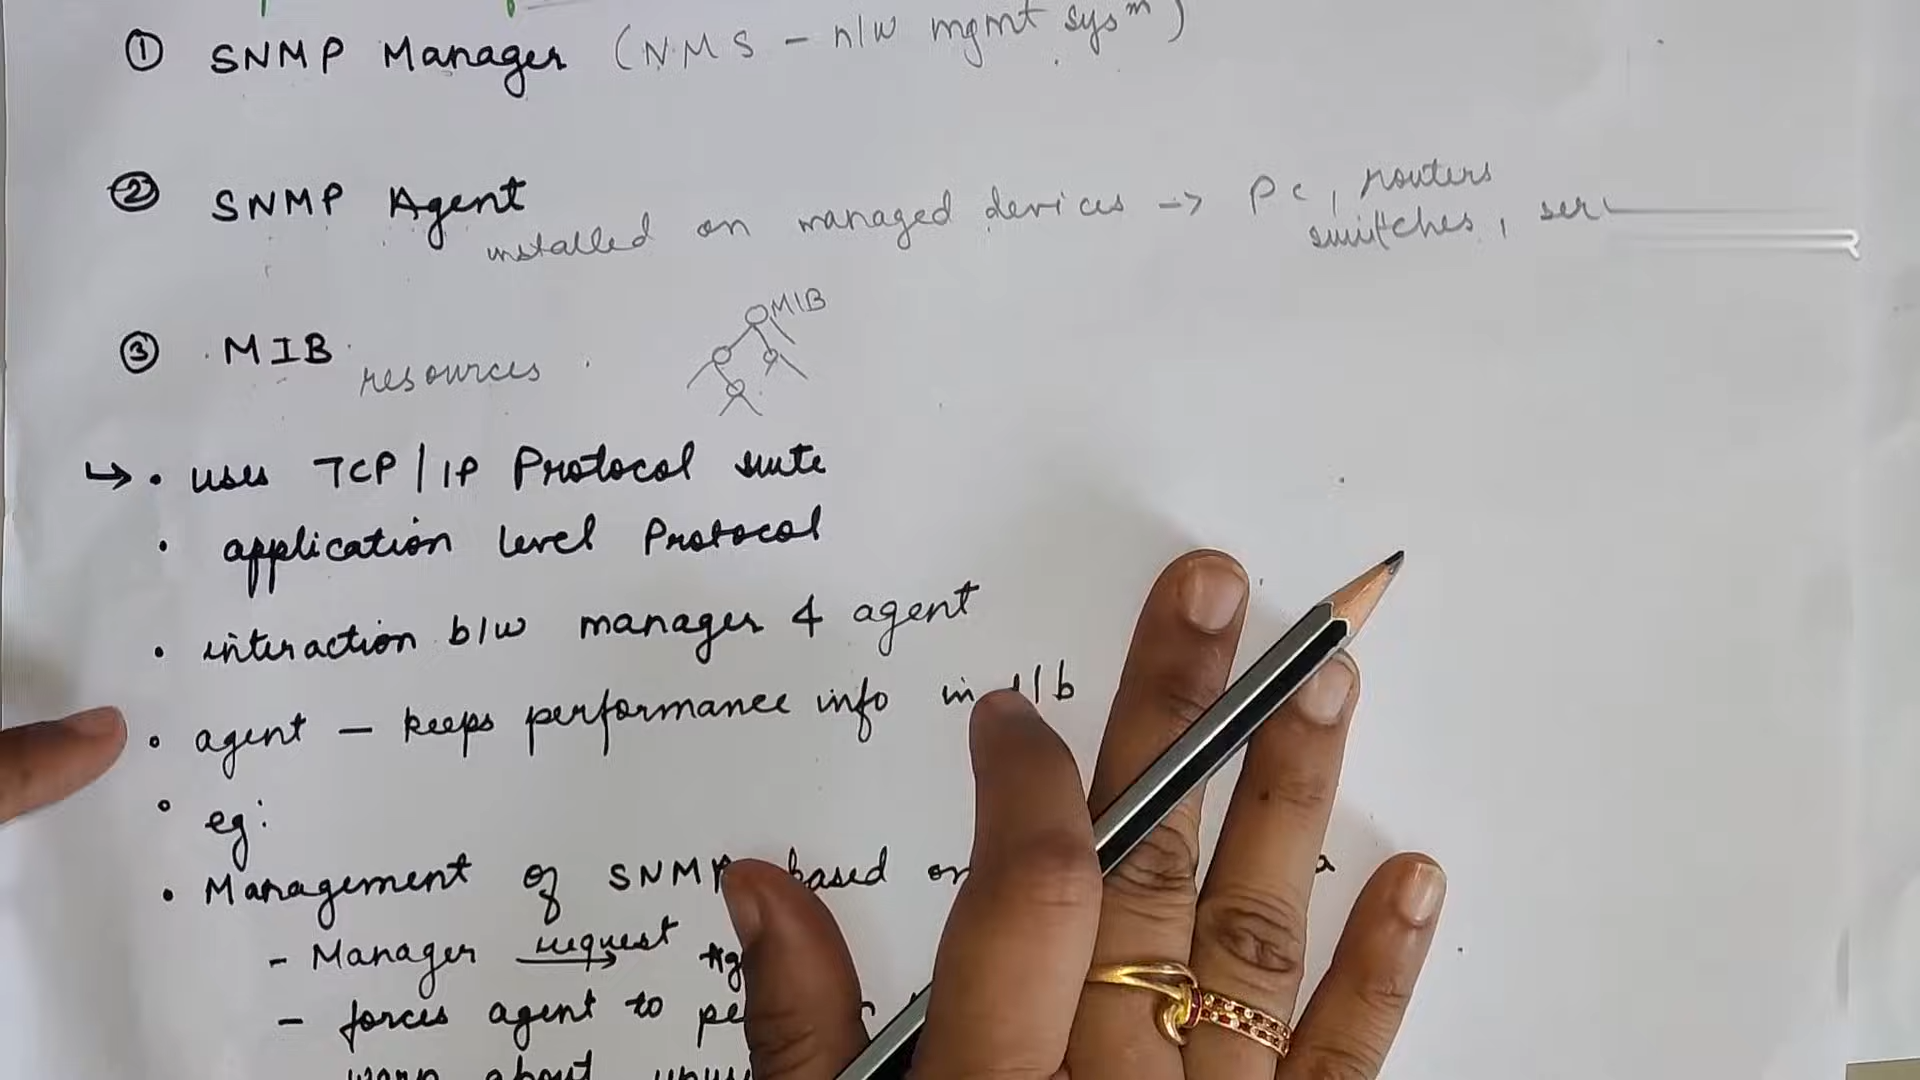 ① SNMP Manager (NMS - n/w mgmt sysᵐ)
② SNMP Agent
installed on managed devices → PC, routers
switches, ser
③ MIB
resources.
MIB
↳ • uses TCP/IP Protocol suite
• application level Protocol
• interaction b/w manager & agent
• agent — keeps performance info in
• eg:
• Management of SNMP based
- Manager request
- forces agent to
warn about